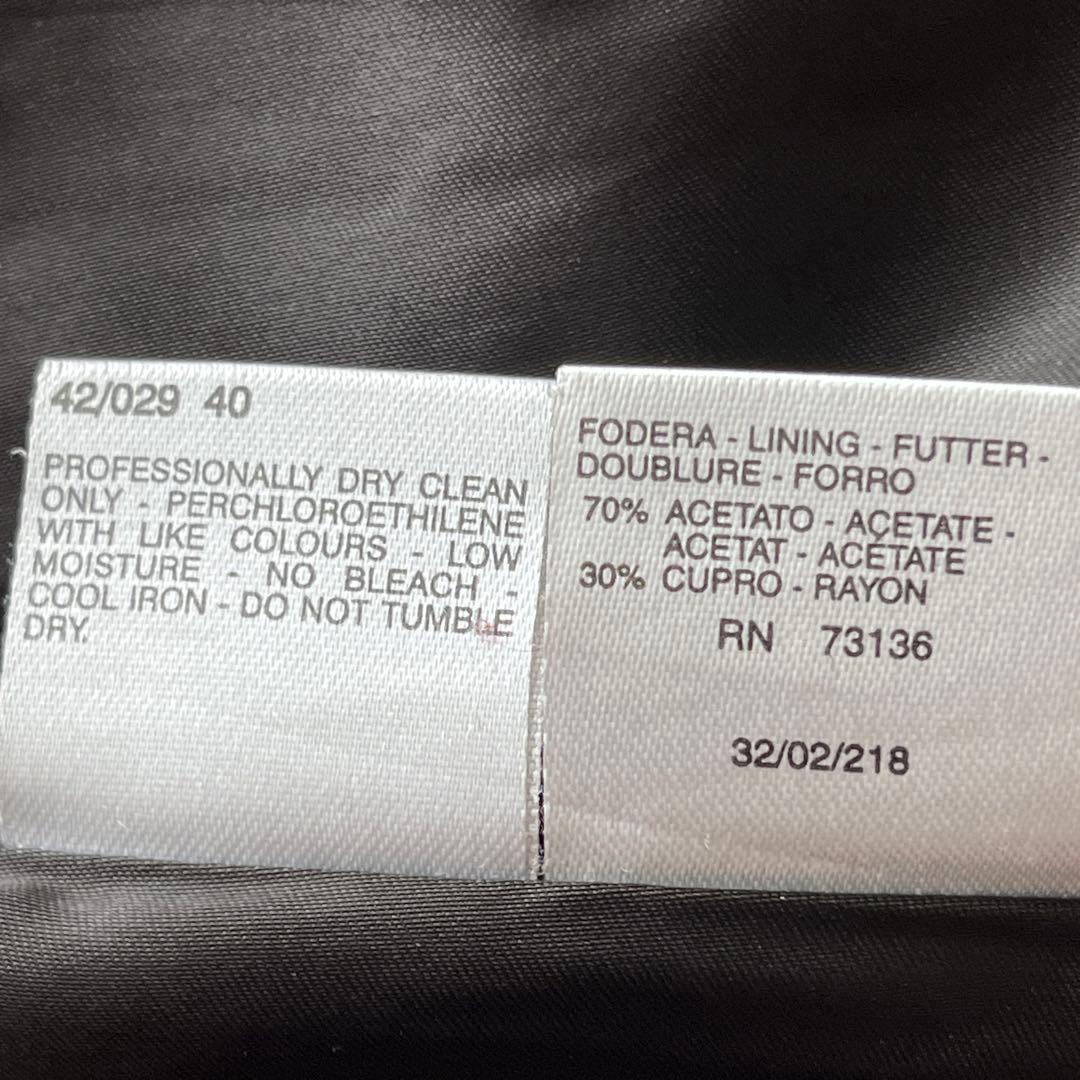 42/029 40
PROFESSIONALLY DRY CLEAN
ONLY - PERCHLOROETHILENE
WITH LIKE COLOURS - LOW
MOISTURE - NO BLEACH -
COOL IRON - DO NOT TUMBLE
DRY.
FODERA - LINING - FUTTER -
DOUBLURE - FORRO
70% ACETATO - ACETATE -
ACETAT - ACÉTATE
30% CUPRO - RAYON
RN 73136
32/02/218